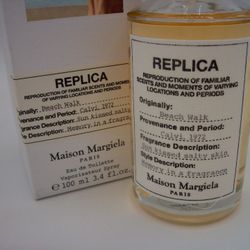 REPLICA
REPRODUCTION OF FAMILIAR
SCENTS AND MOMENTS OF VARYING
LOCATIONS AND PERIODS
Originally: Beach Walk
Provenance and Period: Calvi, 1972
Fragrance Description: Sun kissed salty
Style Description: Memory in a fragra
Maison Margiela
PARIS
Eau de Toilette
Vaporisateur Spray
e 100 ml 3.4 fl.oz.
REPLICA
REPRODUCTION OF FAMILIAR
SCENTS AND MOMENTS OF VARYING
LOCATIONS AND PERIODS
Originally:
Beach Walk
Provenance and Period:
Calvi, 1972
Fragrance Description:
Sun kissed salty skin
Style Description:
Memory in a fragrance
Maison Margiela
PARIS